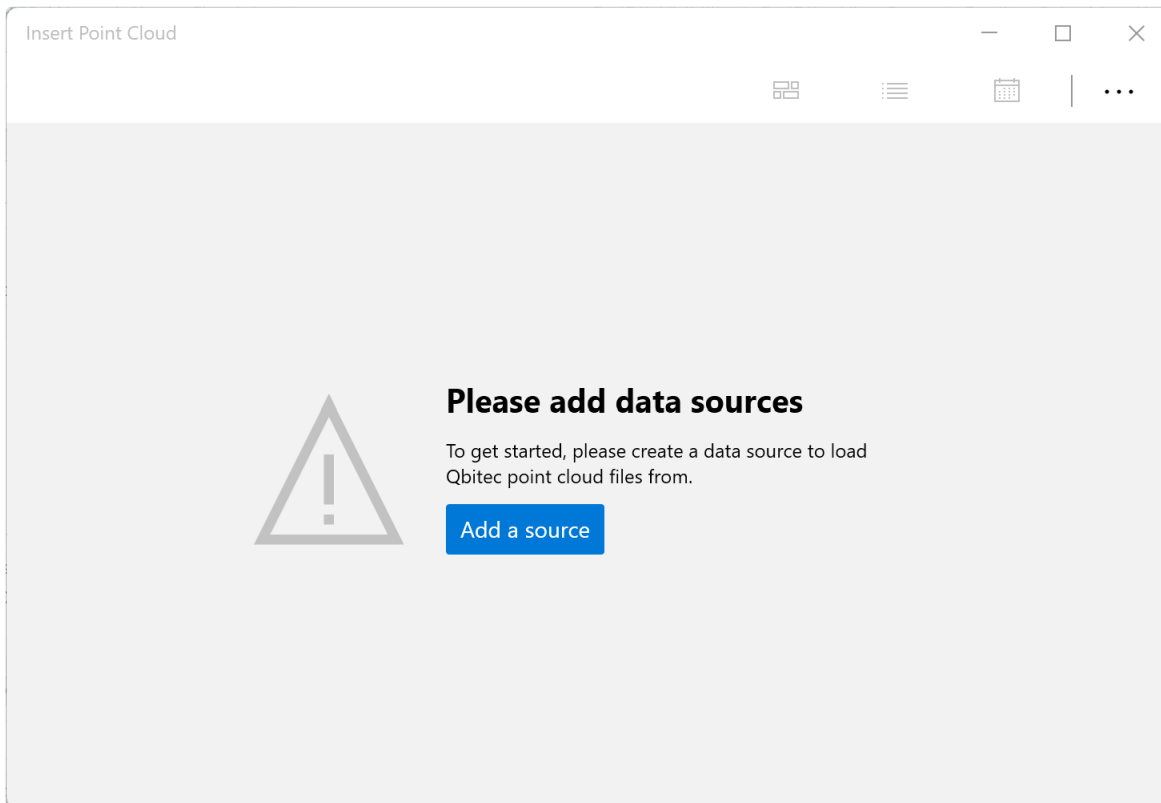 Insert Point Cloud
Please add data sources
To get started, please create a data source to load
Qbitec point cloud files from.
Add a source